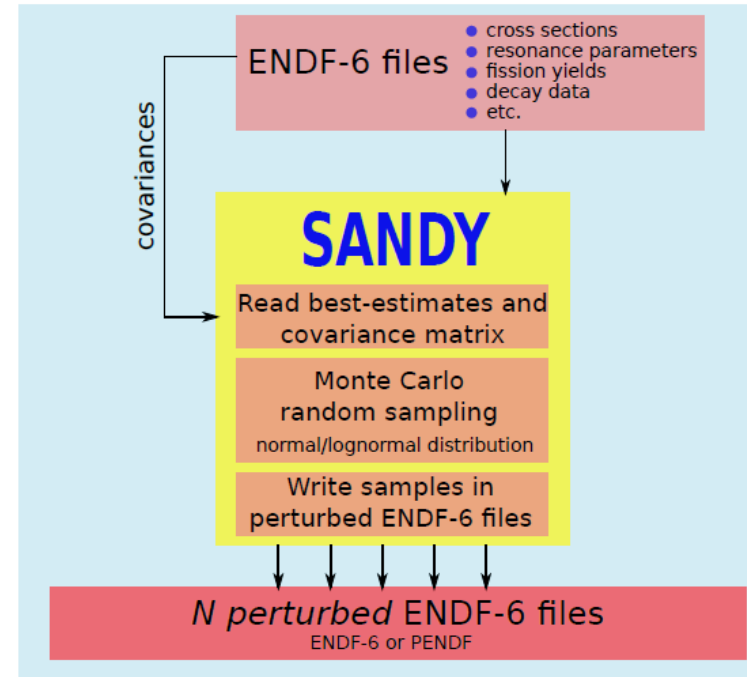 ENDF-6 files
cross sections
resonance parameters
fission yields
decay data
etc.
covariances
SANDY
Read best-estimates and
covariance matrix
Monte Carlo
random sampling
normal/lognormal distribution
Write samples in
perturbed ENDF-6 files
N perturbed ENDF-6 files
ENDF-6 or PENDF